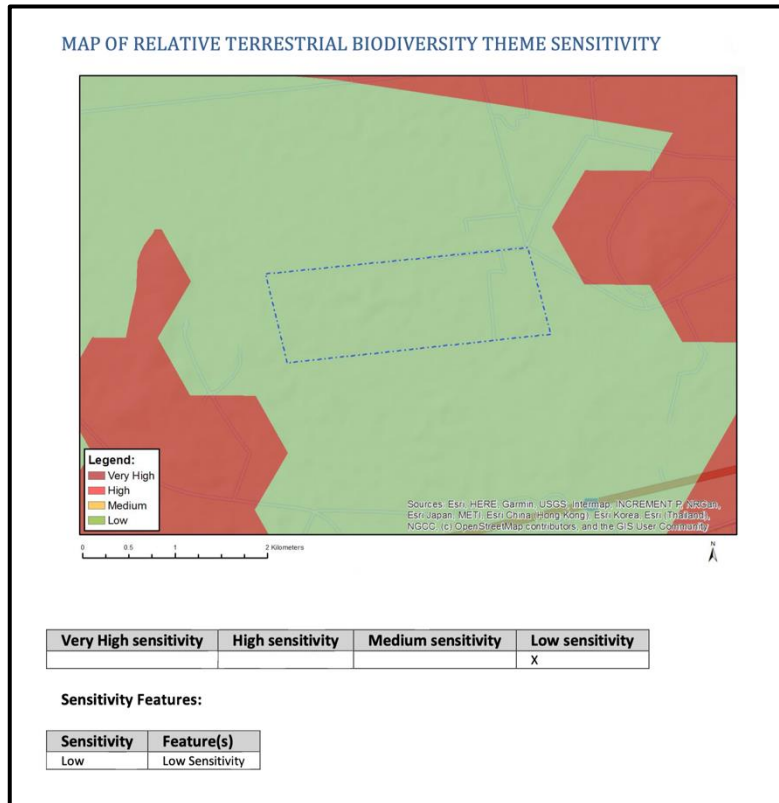 MAP OF RELATIVE TERRESTRIAL BIODIVERSITY THEME SENSITIVITY
Legend:
Very High
High
Medium
Low
Sources: Esri, HERE, Garmin, USGS, Intermap, INCREMENT P, NRCan,
Esri Japan, METI, Esri China (Hong Kong), Esri Korea, Esri (Thailand),
NGCC, (c) OpenStreetMap contributors, and the GIS User Community
0 0.5 1 2 Kilometers
N
Very High sensitivity High sensitivity Medium sensitivity Low sensitivity
X
Sensitivity Features:
Sensitivity Feature(s)
Low Low Sensitivity